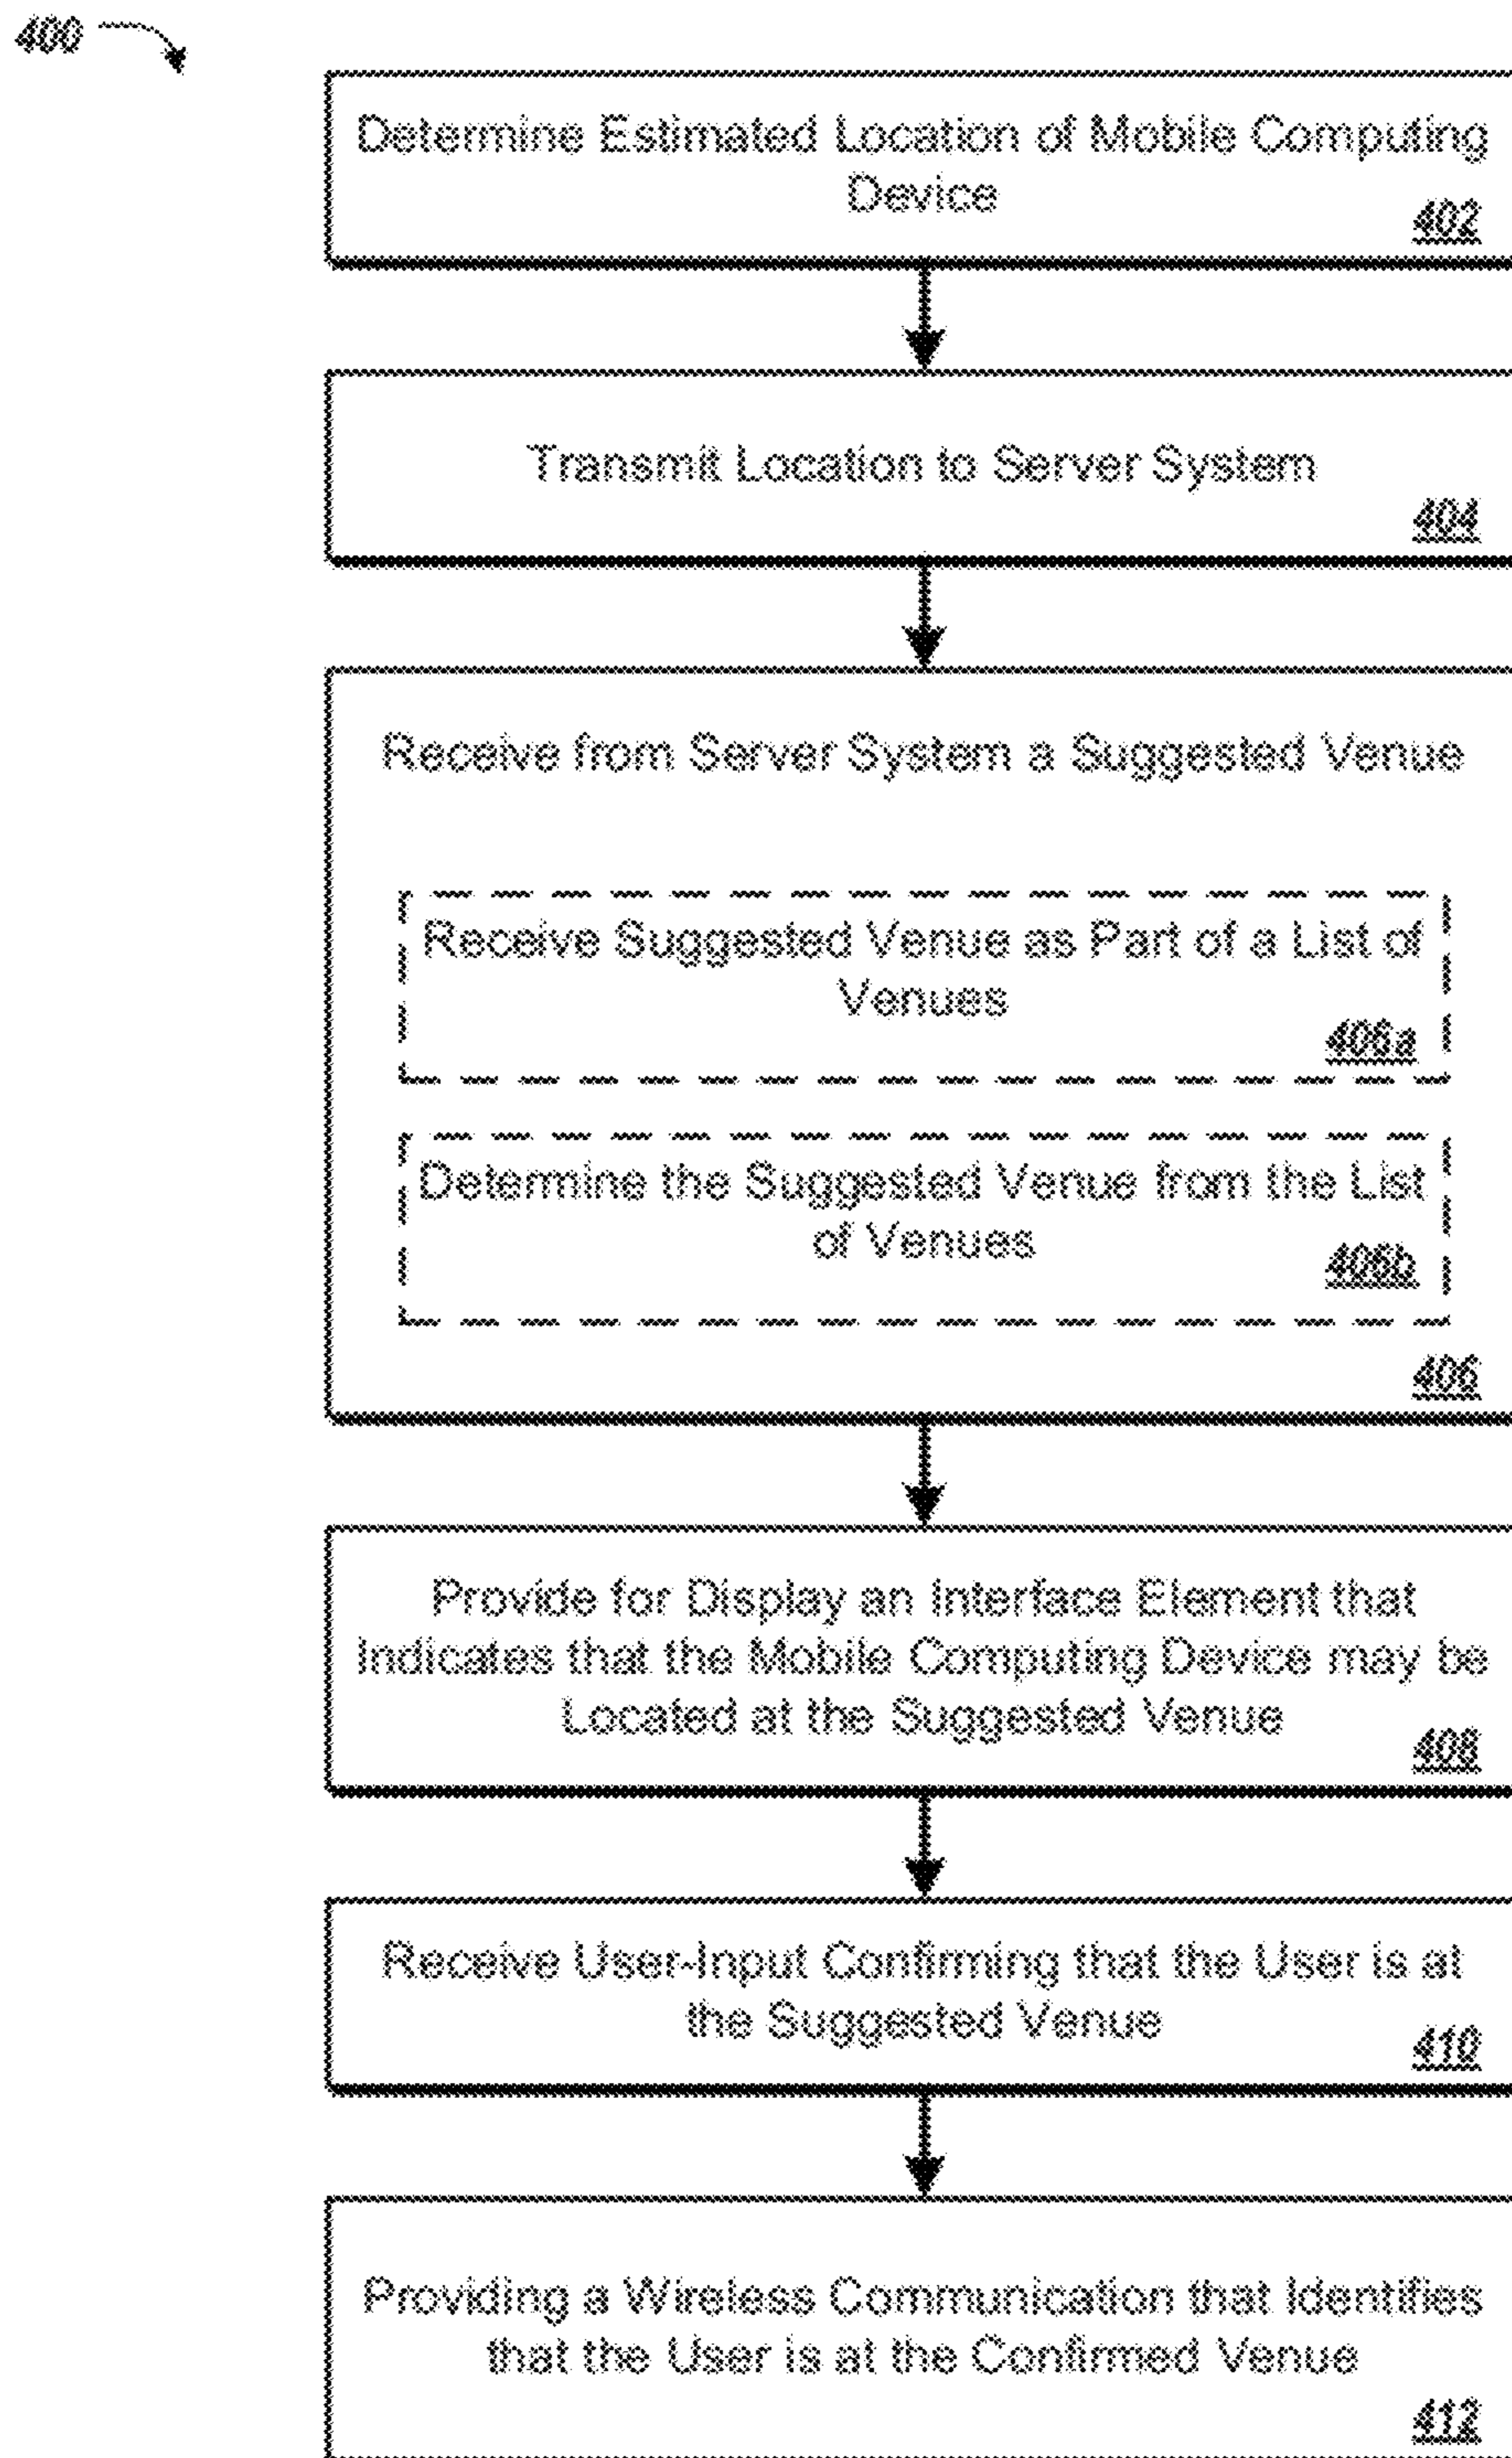 400
Determine Estimated Location of Mobile Computing
Device
402
Transmit Location to Server System
404
Receive from Server System a Suggested Venue
Receive Suggested Venue as Part of a List of
Venues
406a
Determine the Suggested Venue from the List
of Venues
406b
406
Provide for Display an Interface Element that
Indicates that the Mobile Computing Device may be
Located at the Suggested Venue
408
Receive User-Input Confirming that the User is at
the Suggested Venue
410
Providing a Wireless Communication that Identifies
that the User is at the Confirmed Venue
412